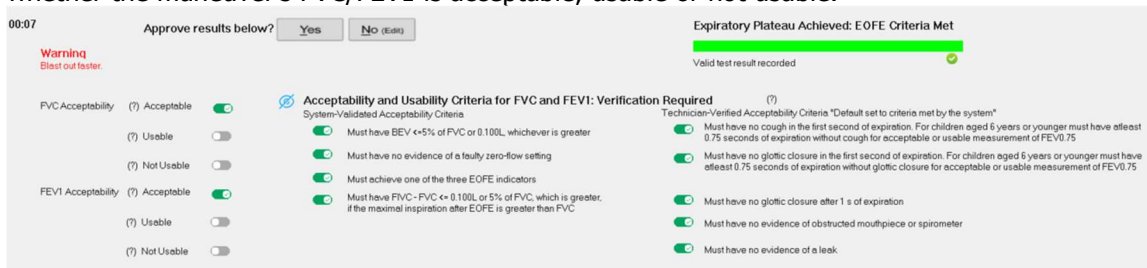 whether the maneuver's FVC/FEV1 is acceptable, usable or not usable.
00:07
Approve results below?
Yes
No (Edit)
Expiratory Plateau Achieved: EOFE Criteria Met
Warning
Blast out faster.
Valid test result recorded
FVC Acceptability
(?) Acceptable
(?) Usable
(?) Not Usable
FEV1 Acceptability
(?) Acceptable
(?) Usable
(?) Not Usable
Acceptability and Usability Criteria for FVC and FEV1: Verification Required
(?)
System-Validated Acceptability Criteria
Must have BEV <=5% of FVC or 0.100L, whichever is greater
Must have no evidence of a faulty zero-flow setting
Must achieve one of the three EOFE indicators
Must have FIVC - FVC <= 0.100L or 5% of FVC, which is greater,
if the maximal inspiration after EOFE is greater than FVC
Technician-Verified Acceptability Criteria "Default set to criteria met by the system"
Must have no cough in the first second of expiration. For children aged 6 years or younger must have atleast
0.75 seconds of expiration without cough for acceptable or usable measurement of FEV0.75
Must have no glottic closure in the first second of expiration. For children aged 6 years or younger must have
atleast 0.75 seconds of expiration without glottic closure for acceptable or usable measurement of FEV0.75
Must have no glottic closure after 1 s of expiration
Must have no evidence of obstructed mouthpiece or spirometer
Must have no evidence of a leak